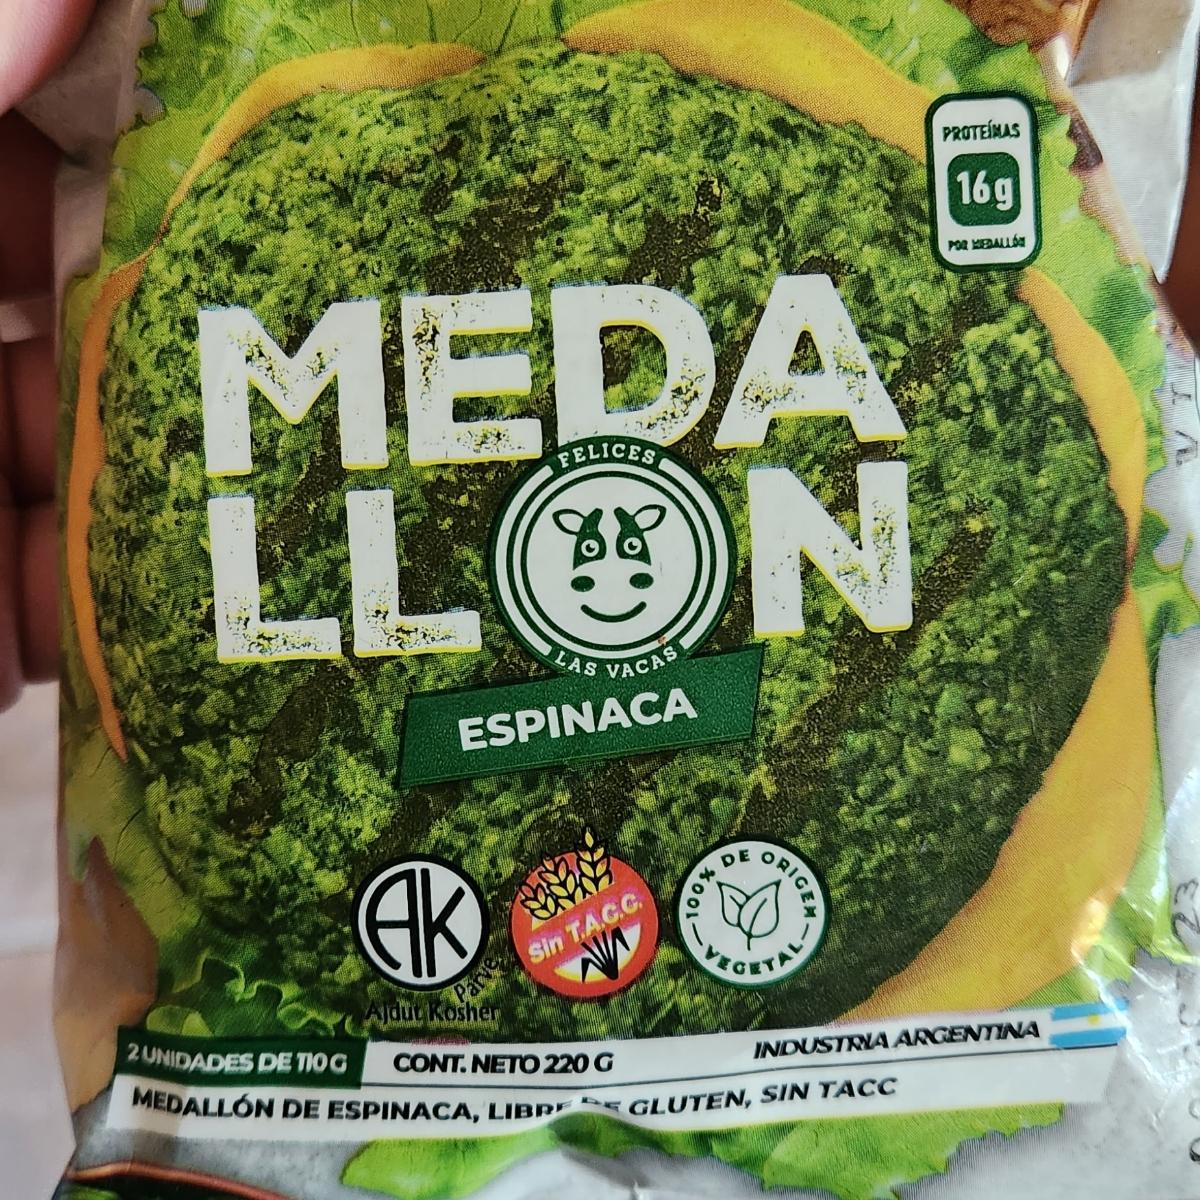 PROTEÍNAS
16g
POR MEDALLÓN
MEDA
LLON
FELICES
LAS VACAS
ESPINACA
AK
Parve
Ajdut Kosher
Sin T.A.C.C.
100% DE ORIGEN
VEGETAL
2 UNIDADES DE 110 G
CONT. NETO 220 G
INDUSTRIA ARGENTINA
MEDALLÓN DE ESPINACA, LIBRE DE GLUTEN, SIN TACC